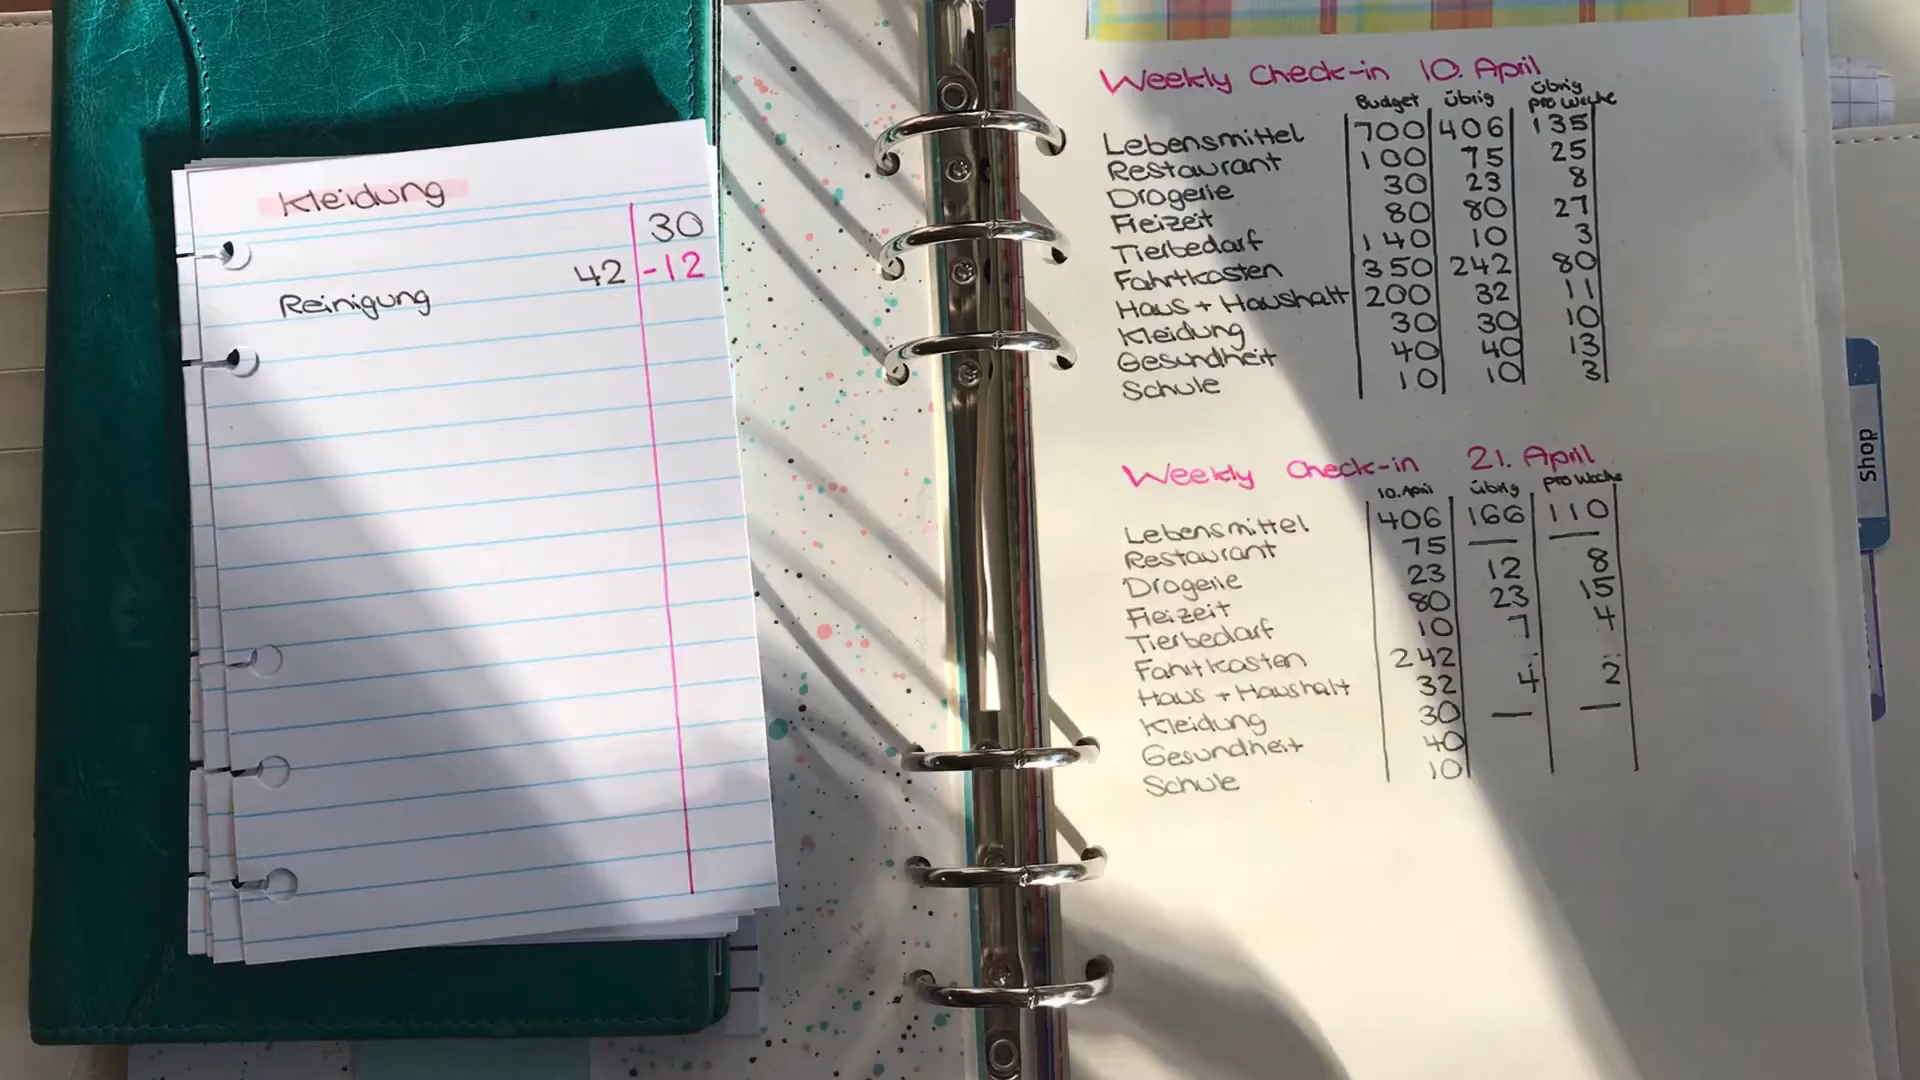 Kleidung
30
42 -12
Reinigung
Weekly Check-in 10. April
Budget übrig übrig pro Woche
Lebensmittel 700 406 135
Restaurant 100 75 25
Drogerie 30 23 8
Freizeit 80 80 27
Tierbedarf 140 10 3
Fahrtkosten 350 242 80
Haus + Haushalt 200 32 11
Kleidung 30 30 10
Gesundheit 40 40 13
Schule 10 10 3
Weekly Check-in 21. April
10. April übrig pro Woche
Lebensmittel 406 166 110
Restaurant 75 — —
Drogerie 23 12 8
Freizeit 80 23 15
Tierbedarf 10 7 4
Fahrtkosten 242
Haus + Haushalt 32 4 2
Kleidung 30 — —
Gesundheit 40
Schule 10
Shop